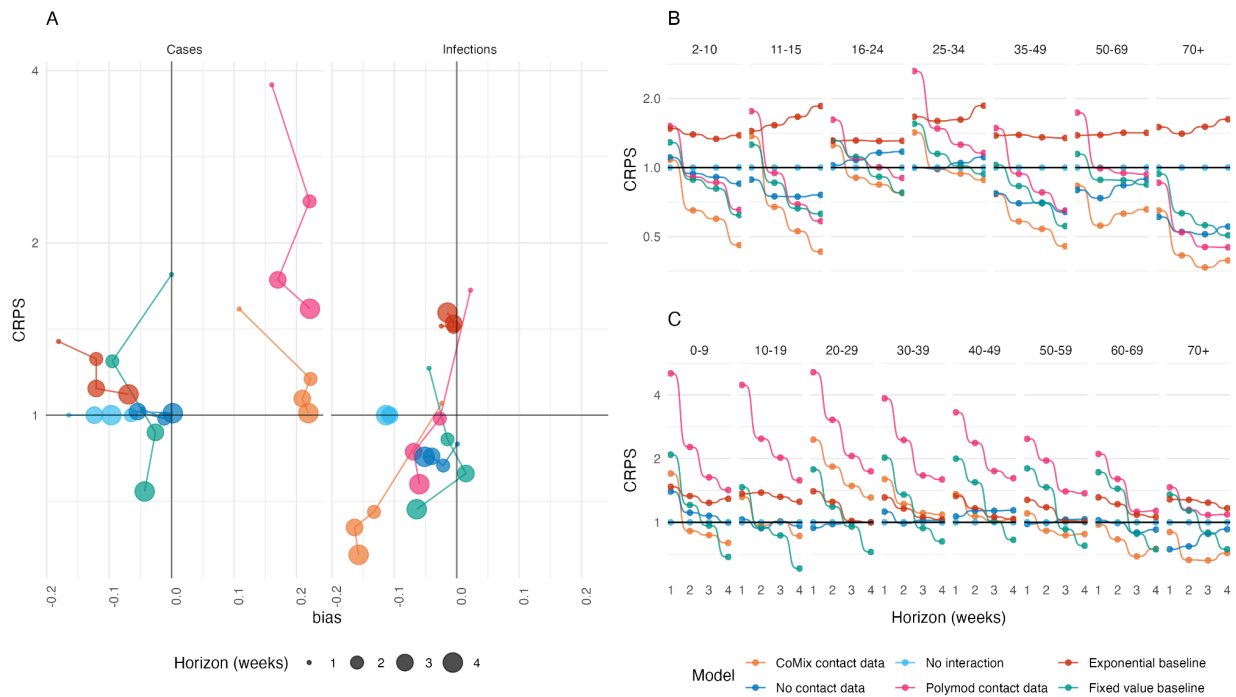 A
Cases Infections
4
2
1
CRPS
-0.2 -0.1 0.0 0.1 0.2 -0.1 0.0 0.1 0.2
bias
Horizon (weeks) 1 2 3 4
B
2-10 11-15 16-24 25-34 35-49 50-69 70+
2.0
1.0
0.5
CRPS
C
0-9 10-19 20-29 30-39 40-49 50-59 60-69 70+
4
1
CRPS
1 2 3 4 1 2 3 4 1 2 3 4 1 2 3 4 1 2 3 4 1 2 3 4 1 2 3 4 1 2 3 4
Horizon (weeks)
Model
CoMix contact data No interaction Exponential baseline
No contact data Polymod contact data Fixed value baseline